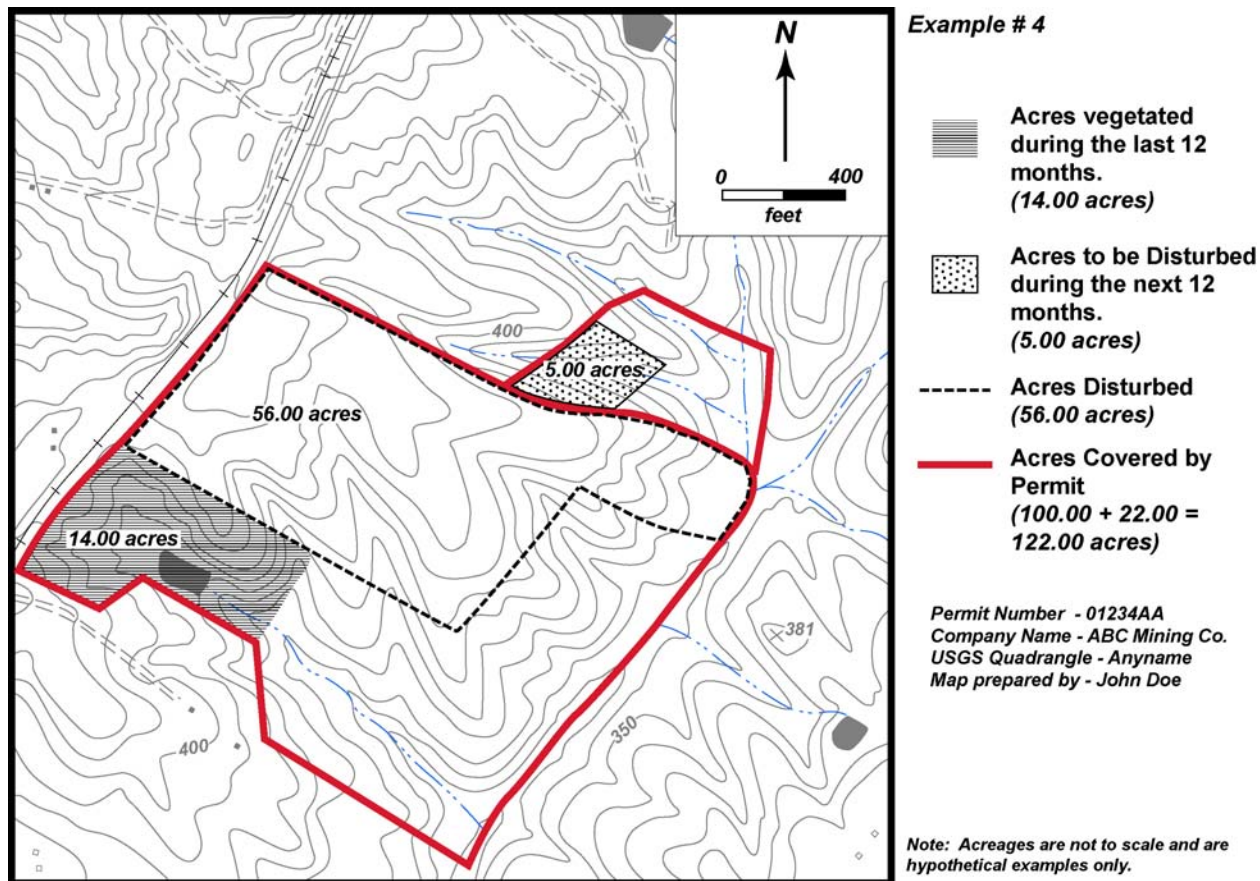 N
0 400
feet
400
5.00 acres
56.00 acres
14.00 acres
381
350
400
Example # 4
Acres vegetated
during the last 12
months.
(14.00 acres)
Acres to be Disturbed
during the next 12
months.
(5.00 acres)
Acres Disturbed
(56.00 acres)
Acres Covered by
Permit
(100.00 + 22.00 =
122.00 acres)
Permit Number - 01234AA
Company Name - ABC Mining Co.
USGS Quadrangle - Anyname
Map prepared by - John Doe
Note: Acreages are not to scale and are
hypothetical examples only.